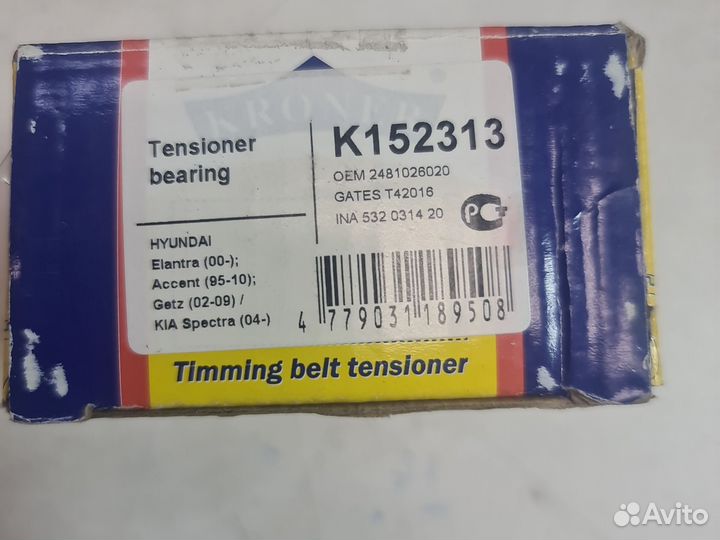 KRONER
Tensioner
bearing
HYUNDAI
Elantra (00-);
Accent (95-10);
Getz (02-09) /
KIA Spectra (04-)
K152313
OEM 2481026020
GATES T42016
INA 532 0314 20
4 779031 189508
Timming belt tensioner
Avito